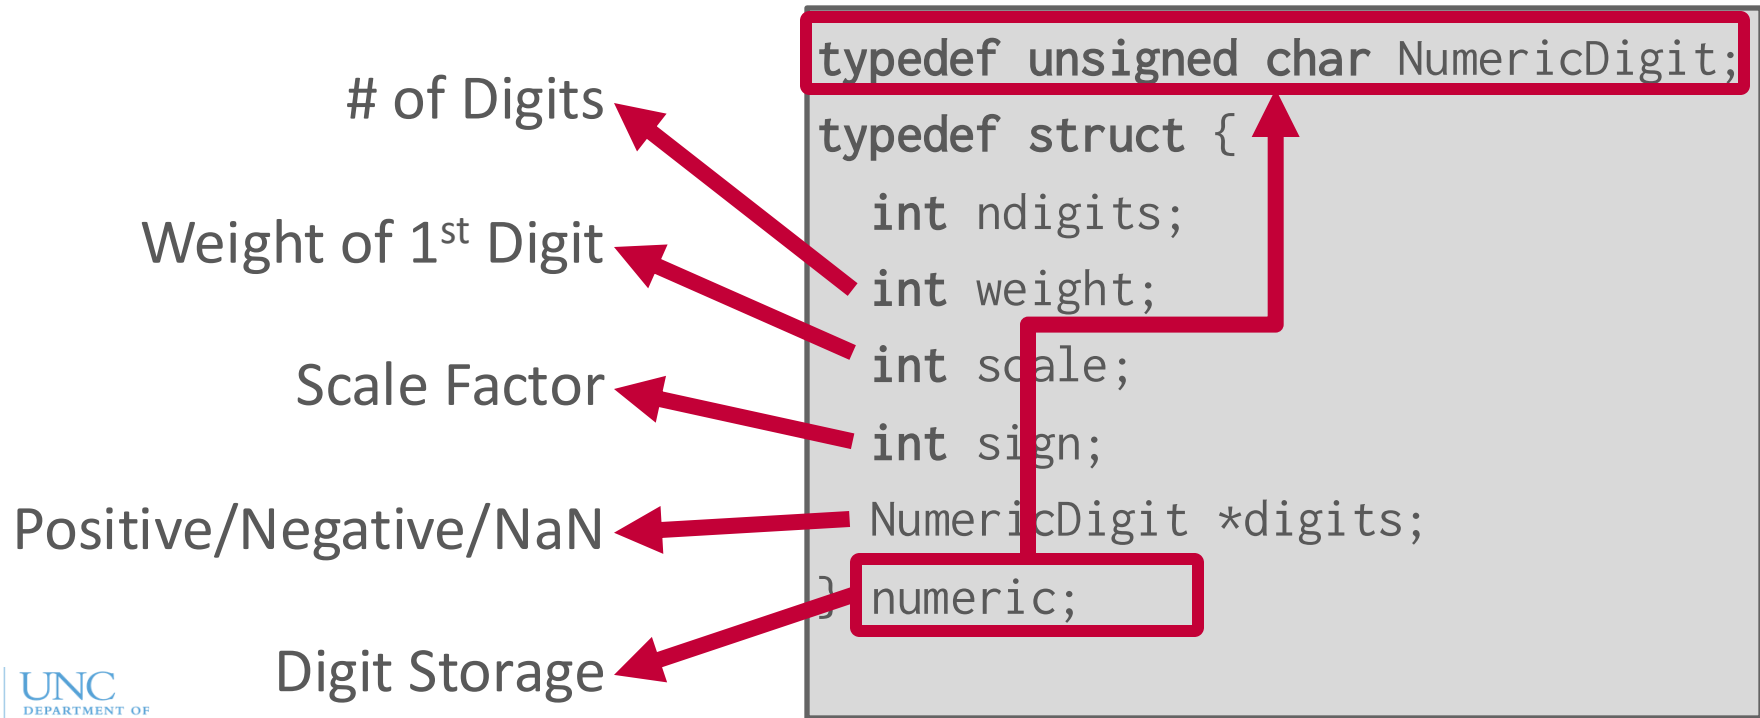 # of Digits
Weight of 1st Digit
Scale Factor
Positive/Negative/NaN
Digit Storage
typedef unsigned char NumericDigit;
typedef struct {
int ndigits;
int weight;
int scale;
int sign;
NumericDigit *digits;
} numeric;
UNC
DEPARTMENT OF